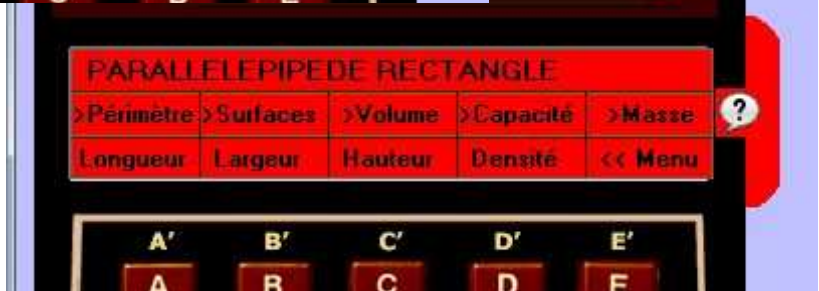 PARALLELEPIPEDE RECTANGLE
>Périmètre >Surfaces >Volume >Capacité >Masse ?
Longueur Largeur Hauteur Densité << Menu
A' B' C' D' E'
A B C D E